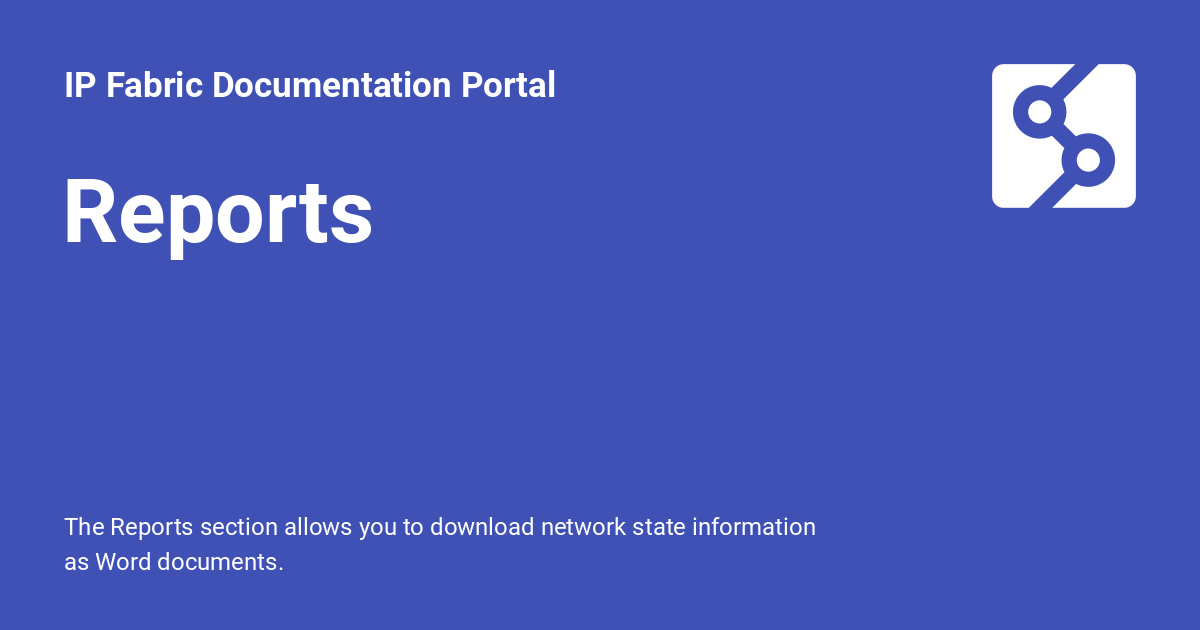 IP Fabric Documentation Portal
Reports
The Reports section allows you to download network state information
as Word documents.